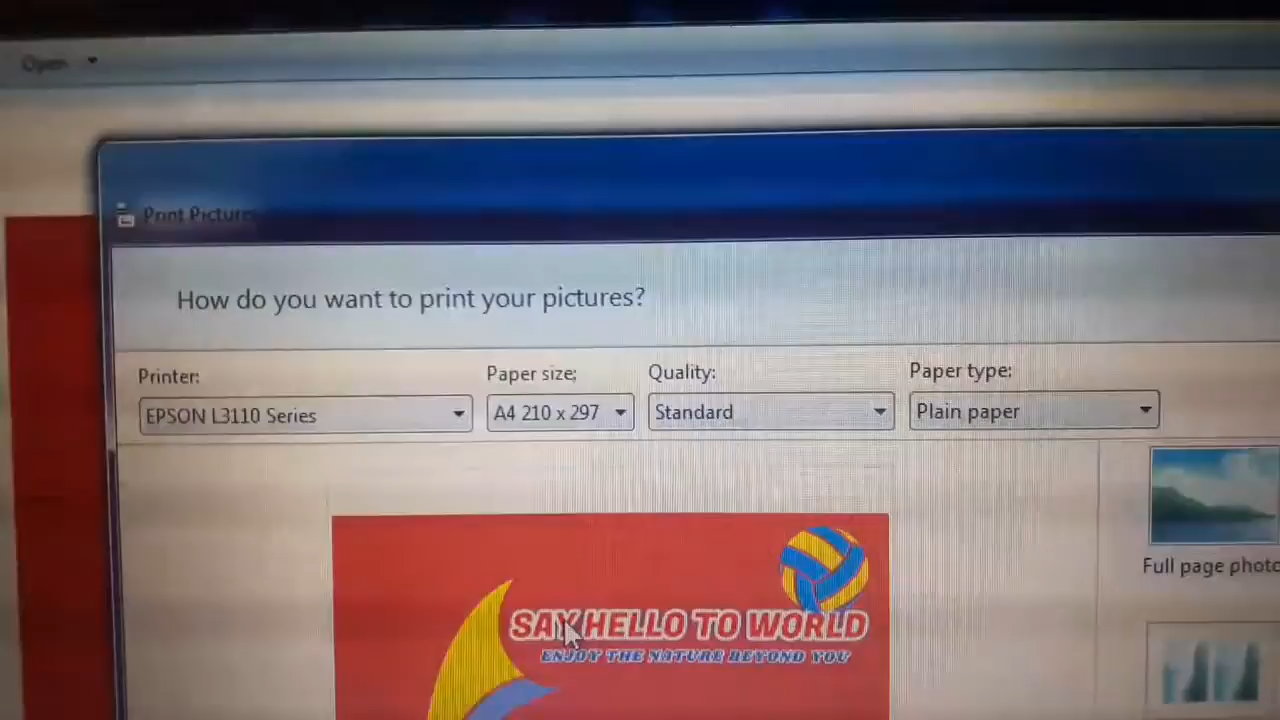 Open
Print Pictures
How do you want to print your pictures?
Printer: Paper size: Quality: Paper type:
EPSON L3110 Series A4 210 x 297 Standard Plain paper
Full page photo
SAY HELLO TO WORLD
ENJOY THE NATURE BEYOND YOU